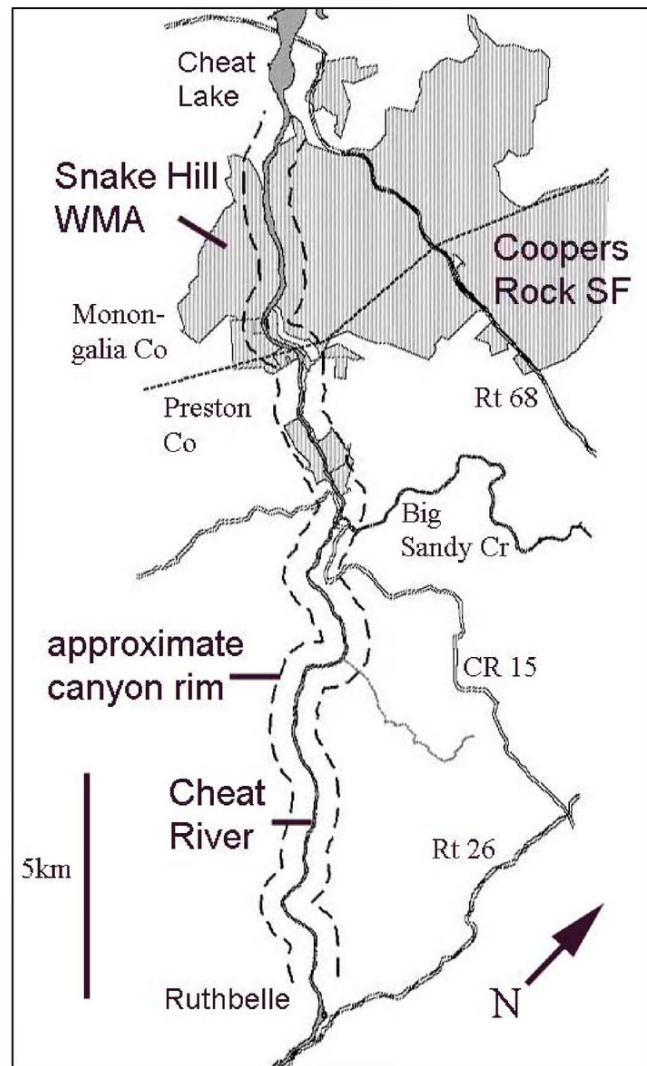 Cheat
Lake
Snake Hill
WMA
Coopers
Rock SF
Monon-
galia Co
Preston
Co
Rt 68
Big
Sandy Cr
approximate
canyon rim
CR 15
Cheat
River
Rt 26
5km
N
Ruthbelle